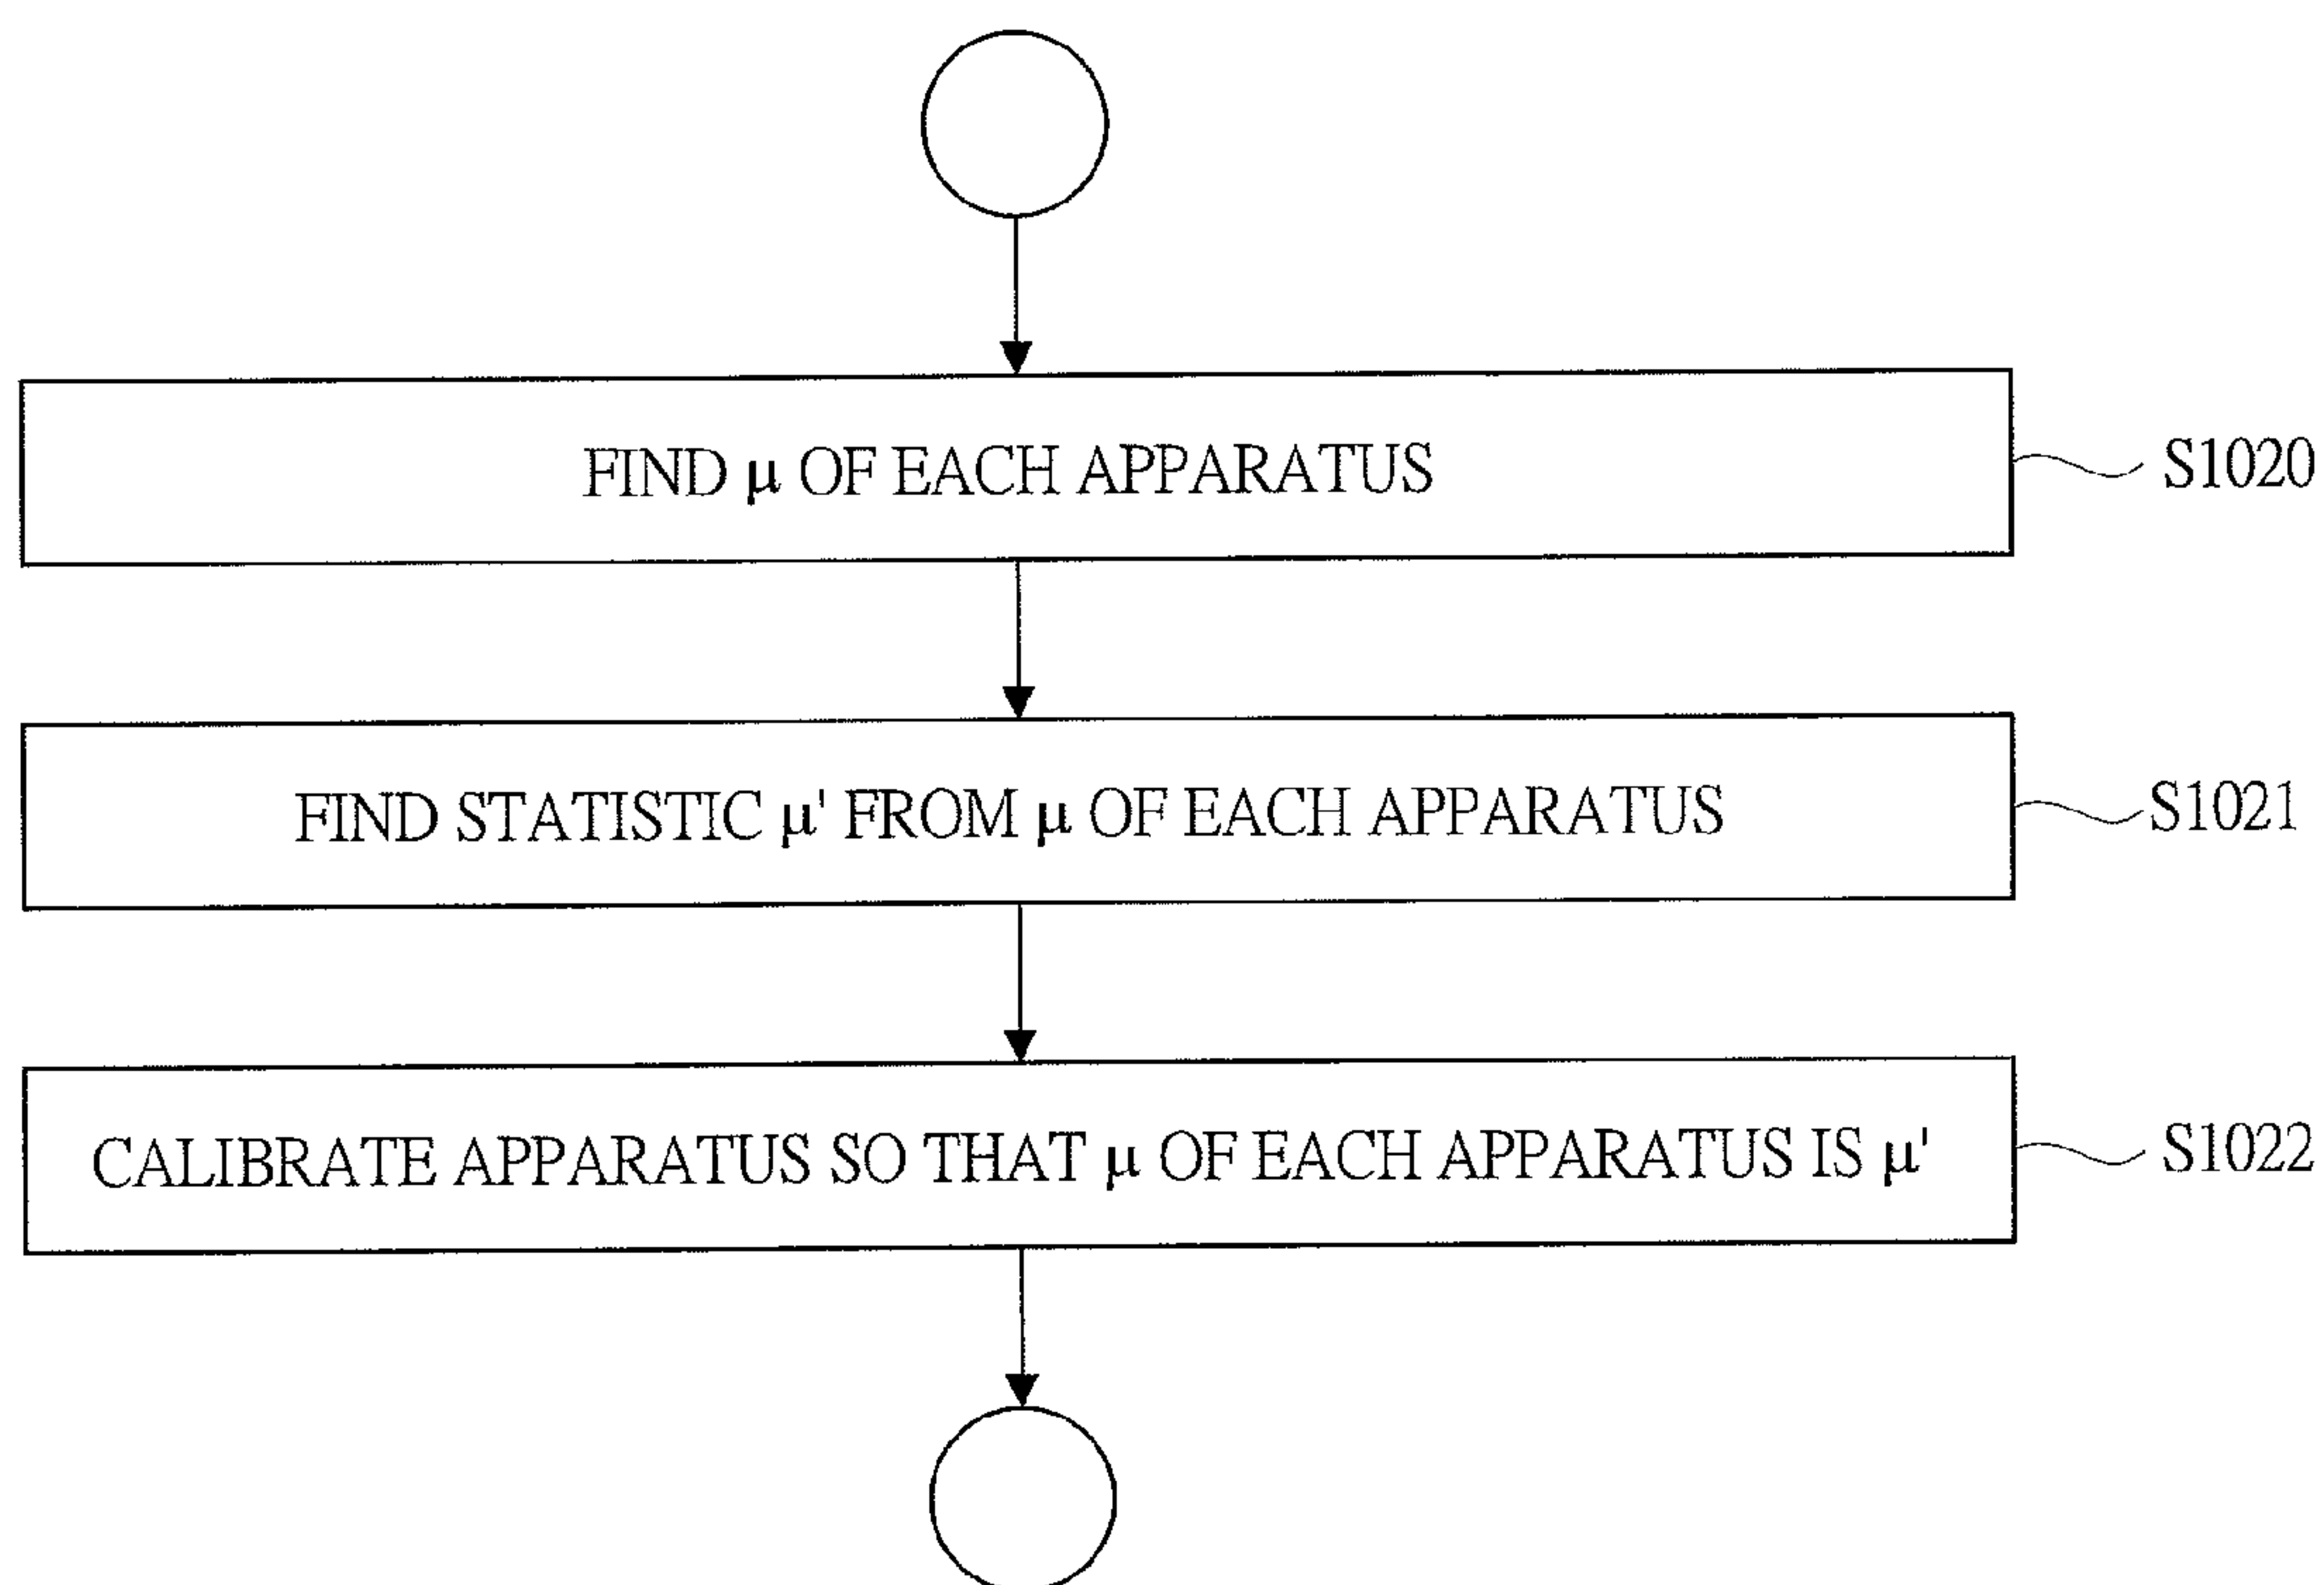 FIND μ OF EACH APPARATUS
S1020
FIND STATISTIC μ' FROM μ OF EACH APPARATUS
S1021
CALIBRATE APPARATUS SO THAT μ OF EACH APPARATUS IS μ'
S1022